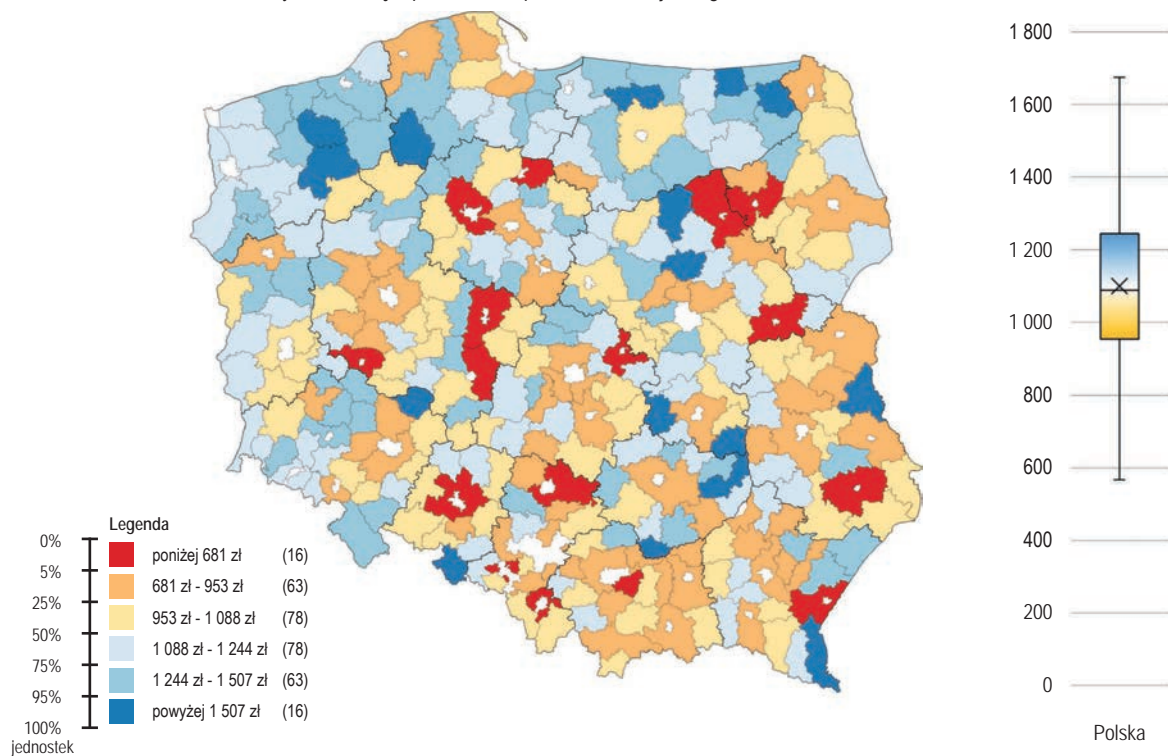 Legenda
0%
5%
25%
50%
75%
95%
100%
jednostek
poniżej 681 zł (16)
681 zł - 953 zł (63)
953 zł - 1 088 zł (78)
1 088 zł - 1 244 zł (78)
1 244 zł - 1 507 zł (63)
powyżej 1 507 zł (16)
1 800
1 600
1 400
1 200
1 000
800
600
400
200
0
Polska